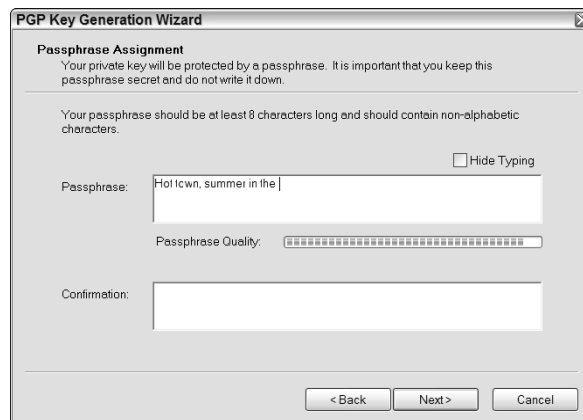 PGP Key Generation Wizard
Passphrase Assignment
Your private key will be protected by a passphrase. It is important that you keep this
passphrase secret and do not write it down.
Your passphrase should be at least 8 characters long and should contain non-alphabetic
characters.
Hide Typing
Passphrase:
Hot town, summer in the
Passphrase Quality:
Confirmation:
< Back
Next >
Cancel